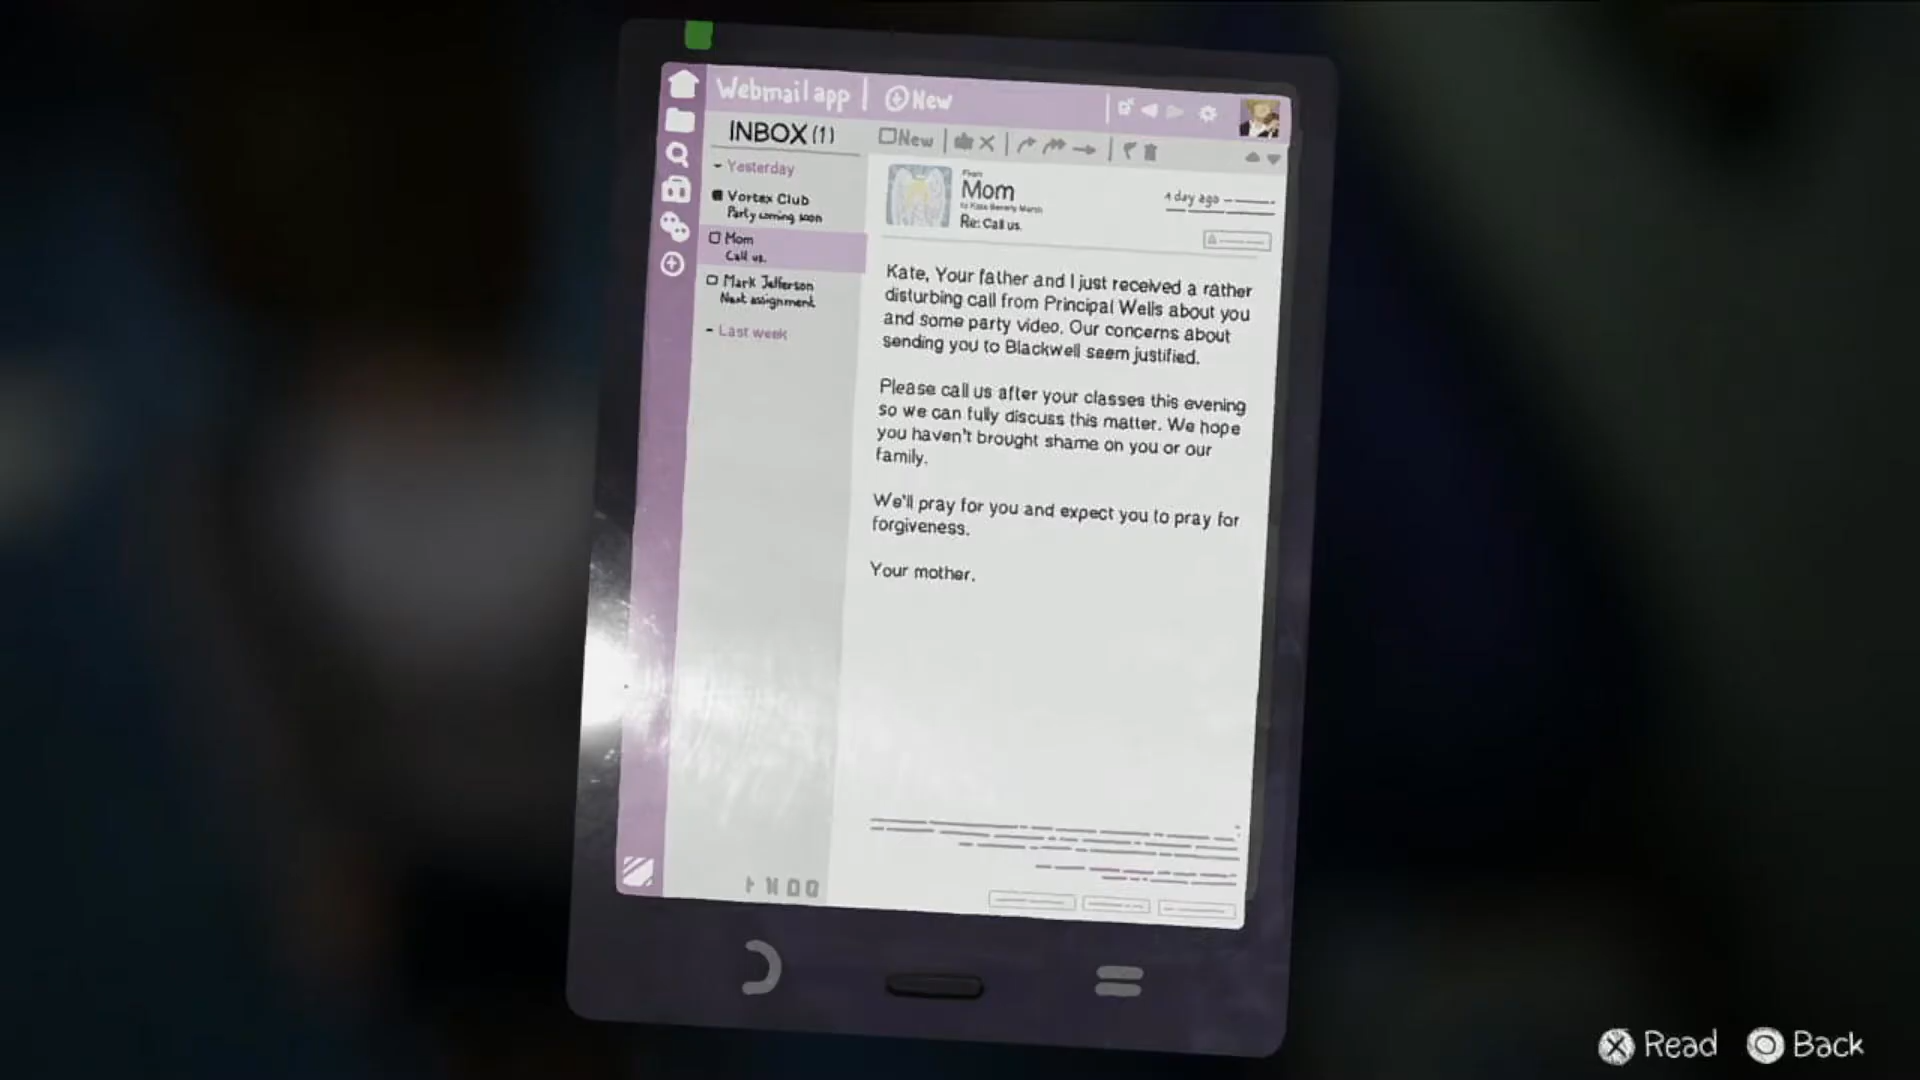 Webmail app
New
INBOX (1)
- Yesterday
Vortex Club
Party coming soon
Mom
Call us.
Mark Jefferson
Next assignment
- Last week
New
From
Mom
to Kate Beverly Marsh
Re: Call us.
1 day ago
Kate, Your father and I just received a rather
disturbing call from Principal Wells about you
and some party video. Our concerns about
sending you to Blackwell seem justified.
Please call us after your classes this evening
so we can fully discuss this matter. We hope
you haven't brought shame on you or our
family.
We'll pray for you and expect you to pray for
forgiveness.
Your mother.
Read
Back